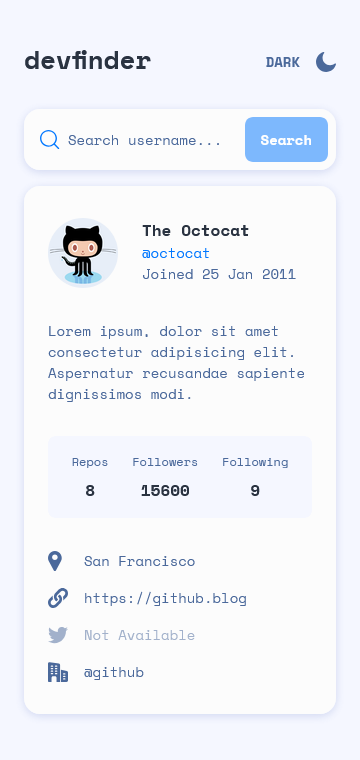 devfinder
DARK
Search username...
Search
The Octocat
@octocat
Joined 25 Jan 2011
Lorem ipsum, dolor sit amet
consectetur adipisicing elit.
Aspernatur recusandae sapiente
dignissimos modi.
Repos Followers Following
8 15600 9
San Francisco
https://github.blog
Not Available
@github